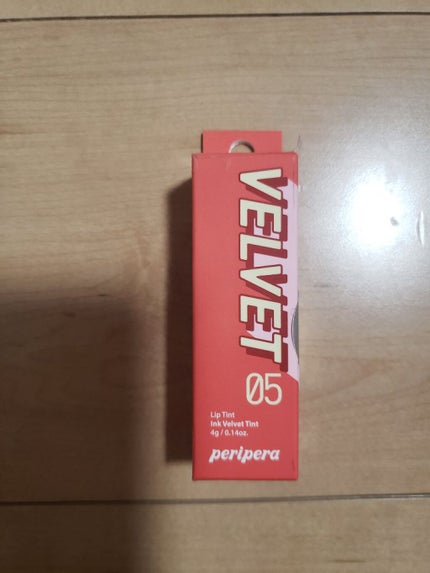 VELVET
05
Lip Tint
Ink Velvet Tint
4g / 0.14oz.
peripera